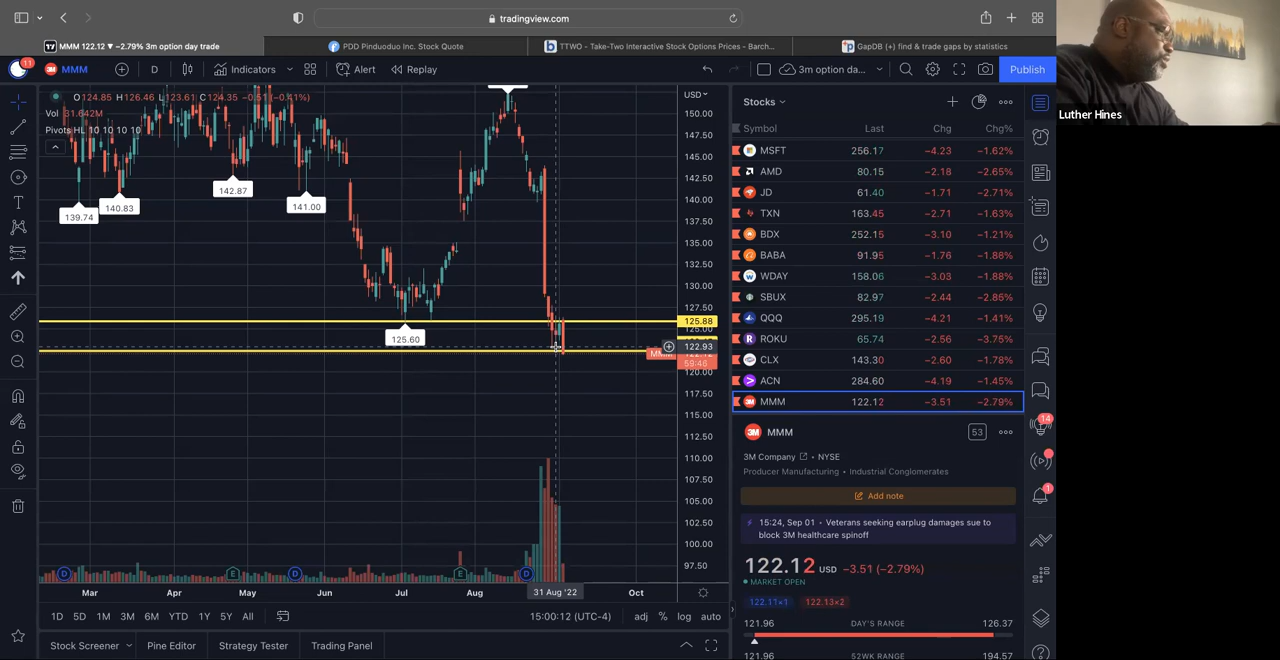 tradingview.com
MMM 122.12 ▼ −2.79% 3m option day trade
PDD Pinduoduo Inc. Stock Quote
TTWO - Take-Two Interactive Stock Options Prices - Barch...
GapDB (+) find & trade gaps by statistics
11
MMM
D
Indicators
Alert
Replay
3m option da...
Publish
O124.85 H126.46 L123.61 C124.35 −0.51 (−0.41%)
Vol 31.642M
Pivots HL 10 10 10 10
139.74
140.83
142.87
141.00
125.60
USD
150.00
147.50
145.00
142.50
140.00
137.50
135.00
132.50
130.00
127.50
125.88
125.00
122.93
59:46
120.00
117.50
115.00
112.50
110.00
107.50
105.00
102.50
100.00
97.50
D
E
D
E
D
Mar
Apr
May
Jun
Jul
Aug
31 Aug '22
Oct
1D 5D 1M 3M 6M YTD 1Y 5Y All
15:00:12 (UTC-4)
adj % log auto
Stock Screener
Pine Editor
Strategy Tester
Trading Panel
Stocks
Symbol Last Chg Chg%
MSFT 256.17 −4.23 −1.62%
AMD 80.15 −2.18 −2.65%
JD 61.40 −1.71 −2.71%
TXN 163.45 −2.71 −1.63%
BDX 252.15 −3.10 −1.21%
BABA 91.95 −1.76 −1.88%
WDAY 158.06 −3.03 −1.88%
SBUX 82.97 −2.44 −2.86%
QQQ 295.19 −4.21 −1.41%
ROKU 65.74 −2.56 −3.75%
CLX 143.30 −2.60 −1.78%
ACN 284.60 −4.19 −1.45%
MMM 122.12 −3.51 −2.79%
MMM
53
3M Company • NYSE
Producer Manufacturing • Industrial Conglomerates
Add note
15:24, Sep 01 • Veterans seeking earplug damages sue to
block 3M healthcare spinoff
122.12 USD −3.51 (−2.79%)
MARKET OPEN
122.11×1 122.13×2
121.96 DAY'S RANGE 126.37
121.96 52WK RANGE 194.57
14
1
Luther Hines